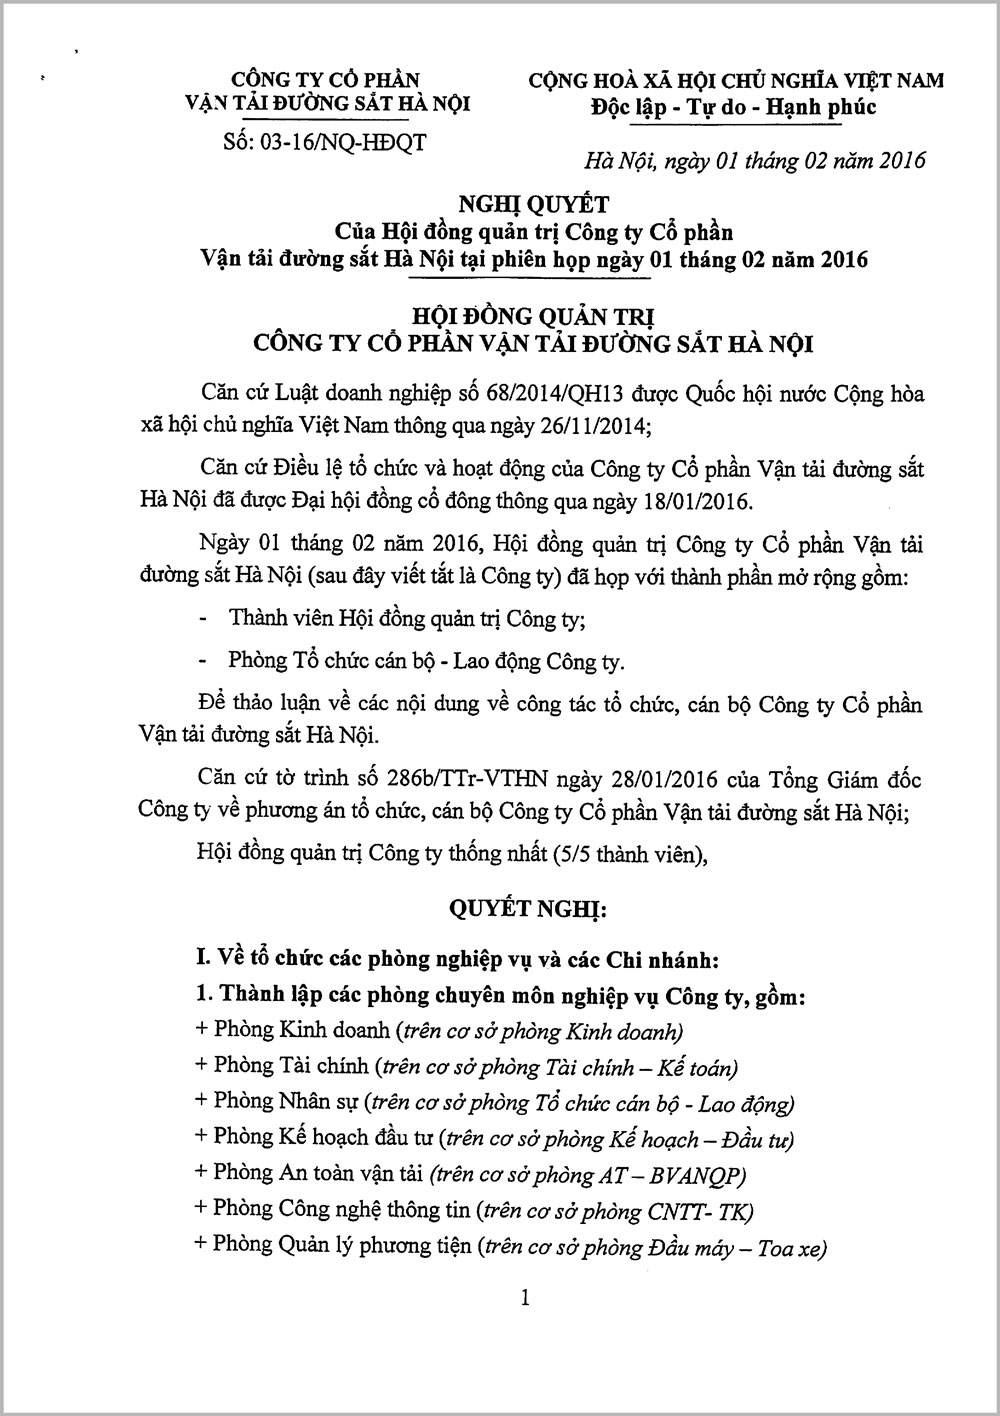 CÔNG TY CỔ PHẦN
VẬN TẢI ĐƯỜNG SẮT HÀ NỘI
Số: 03-16/NQ-HĐQT
CỘNG HOÀ XÃ HỘI CHỦ NGHĨA VIỆT NAM
Độc lập - Tự do - Hạnh phúc
Hà Nội, ngày 01 tháng 02 năm 2016
NGHỊ QUYẾT
Của Hội đồng quản trị Công ty Cổ phần
Vận tải đường sắt Hà Nội tại phiên họp ngày 01 tháng 02 năm 2016
HỘI ĐỒNG QUẢN TRỊ
CÔNG TY CỔ PHẦN VẬN TẢI ĐƯỜNG SẮT HÀ NỘI
Căn cứ Luật doanh nghiệp số 68/2014/QH13 được Quốc hội nước Cộng hòa
xã hội chủ nghĩa Việt Nam thông qua ngày 26/11/2014;
Căn cứ Điều lệ tổ chức và hoạt động của Công ty Cổ phần Vận tải đường sắt
Hà Nội đã được Đại hội đồng cổ đông thông qua ngày 18/01/2016.
Ngày 01 tháng 02 năm 2016, Hội đồng quản trị Công ty Cổ phần Vận tải
đường sắt Hà Nội (sau đây viết tắt là Công ty) đã họp với thành phần mở rộng gồm:
- Thành viên Hội đồng quản trị Công ty;
- Phòng Tổ chức cán bộ - Lao động Công ty.
Để thảo luận về các nội dung về công tác tổ chức, cán bộ Công ty Cổ phần
Vận tải đường sắt Hà Nội.
Căn cứ tờ trình số 286b/TTr-VTHN ngày 28/01/2016 của Tổng Giám đốc
Công ty về phương án tổ chức, cán bộ Công ty Cổ phần Vận tải đường sắt Hà Nội;
Hội đồng quản trị Công ty thống nhất (5/5 thành viên),
QUYẾT NGHỊ:
I. Về tổ chức các phòng nghiệp vụ và các Chi nhánh:
1. Thành lập các phòng chuyên môn nghiệp vụ Công ty, gồm:
+ Phòng Kinh doanh (trên cơ sở phòng Kinh doanh)
+ Phòng Tài chính (trên cơ sở phòng Tài chính – Kế toán)
+ Phòng Nhân sự (trên cơ sở phòng Tổ chức cán bộ - Lao động)
+ Phòng Kế hoạch đầu tư (trên cơ sở phòng Kế hoạch – Đầu tư)
+ Phòng An toàn vận tải (trên cơ sở phòng AT – BVANQP)
+ Phòng Công nghệ thông tin (trên cơ sở phòng CNTT- TK)
+ Phòng Quản lý phương tiện (trên cơ sở phòng Đầu máy – Toa xe)
1